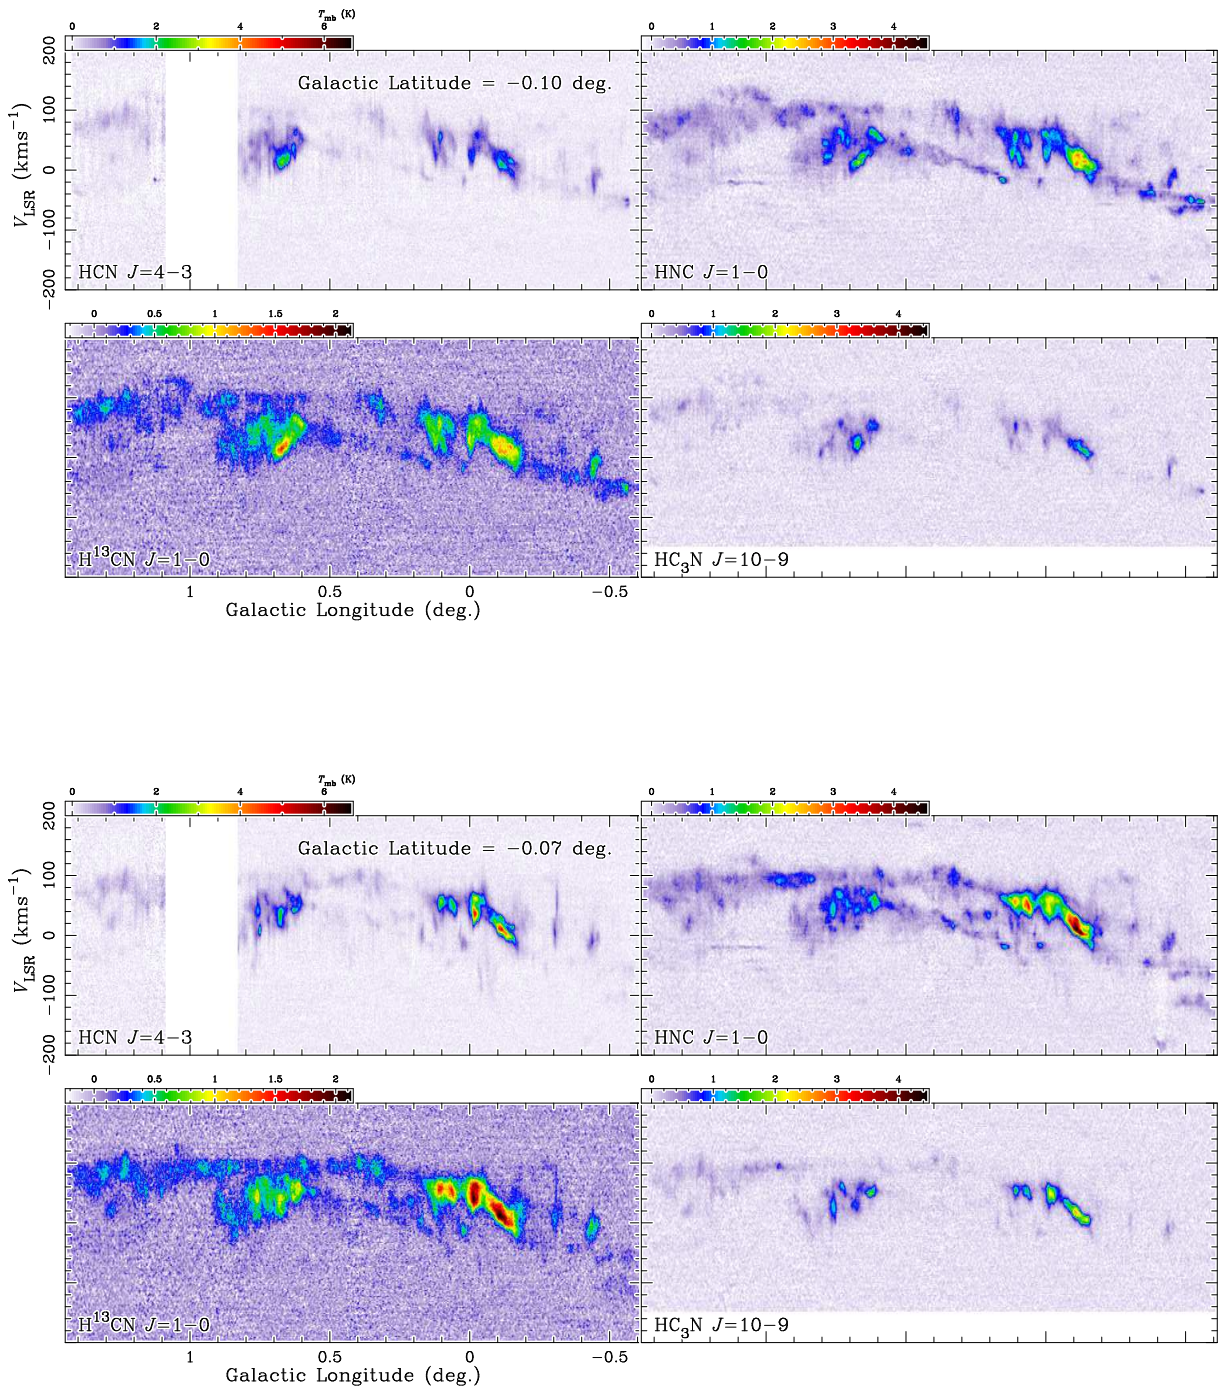 T_mb (K)
0 2 4 6
0 1 2 3 4
200
100
0
−100
−200
V_LSR (kms⁻¹)
Galactic Latitude = −0.10 deg.
HCN J=4−3
HNC J=1−0
0 0.5 1 1.5 2
0 1 2 3 4
H¹³CN J=1−0
HC₃N J=10−9
1 0.5 0 −0.5
Galactic Longitude (deg.)
T_mb (K)
0 2 4 6
0 1 2 3 4
200
100
0
−100
−200
V_LSR (kms⁻¹)
Galactic Latitude = −0.07 deg.
HCN J=4−3
HNC J=1−0
0 0.5 1 1.5 2
0 1 2 3 4
H¹³CN J=1−0
HC₃N J=10−9
1 0.5 0 −0.5
Galactic Longitude (deg.)